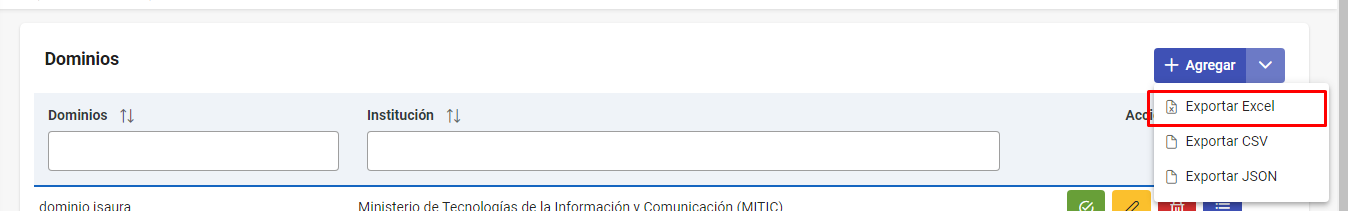 Dominios
Agregar
Dominios
Institución
Acci
Exportar Excel
Exportar CSV
Exportar JSON
dominio isaura
Ministerio de Tecnologías de la Información y Comunicación (MITIC)